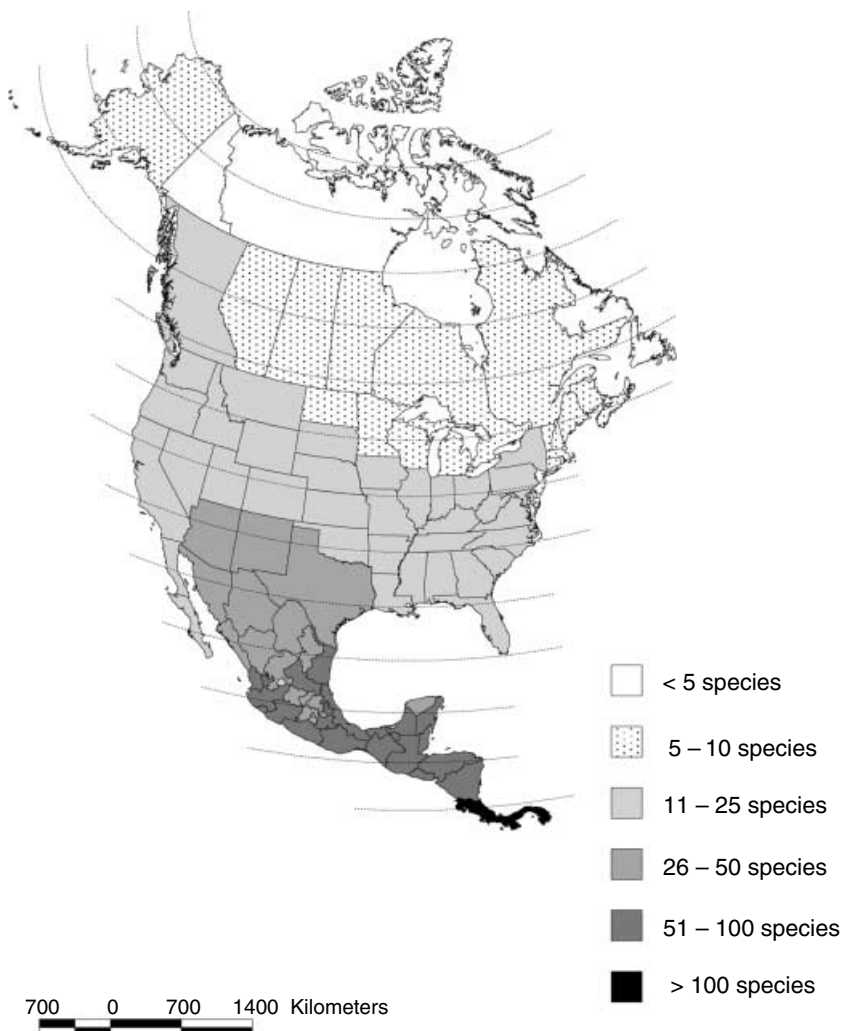 < 5 species
5 – 10 species
11 – 25 species
26 – 50 species
51 – 100 species
> 100 species
700 0 700 1400 Kilometers